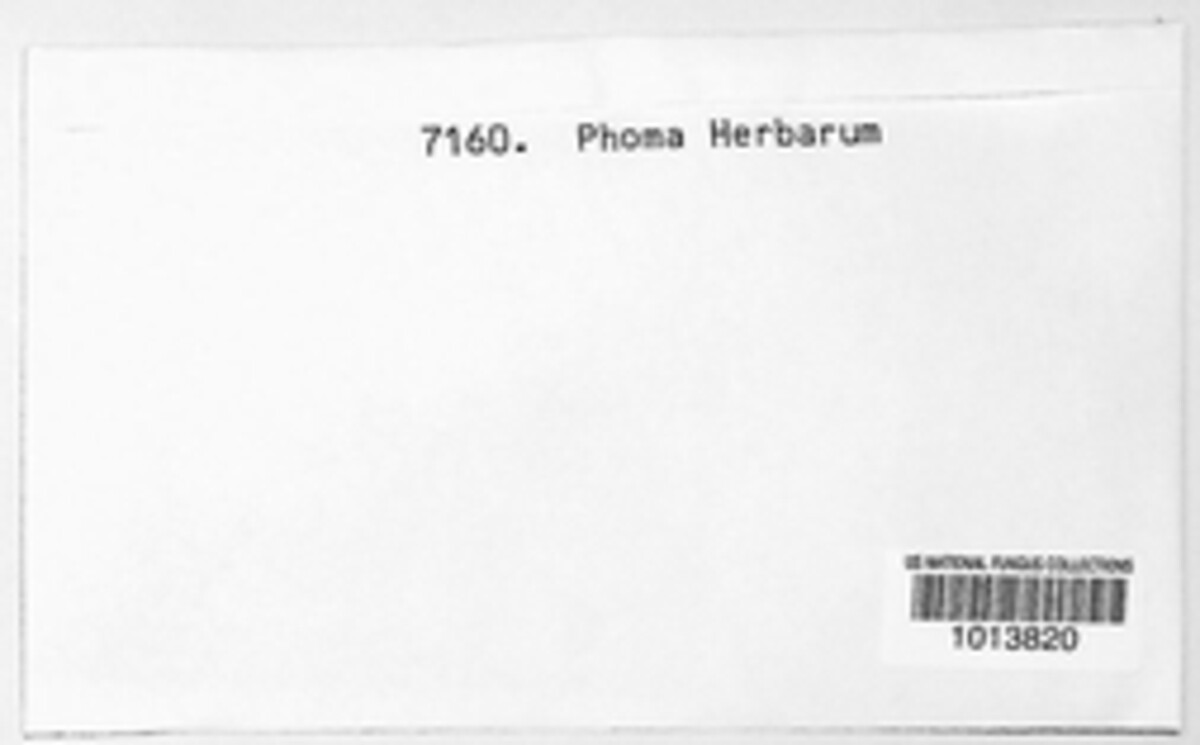 7160. Phoma Herbarum
US NATIONAL FUNGUS COLLECTIONS
1013820